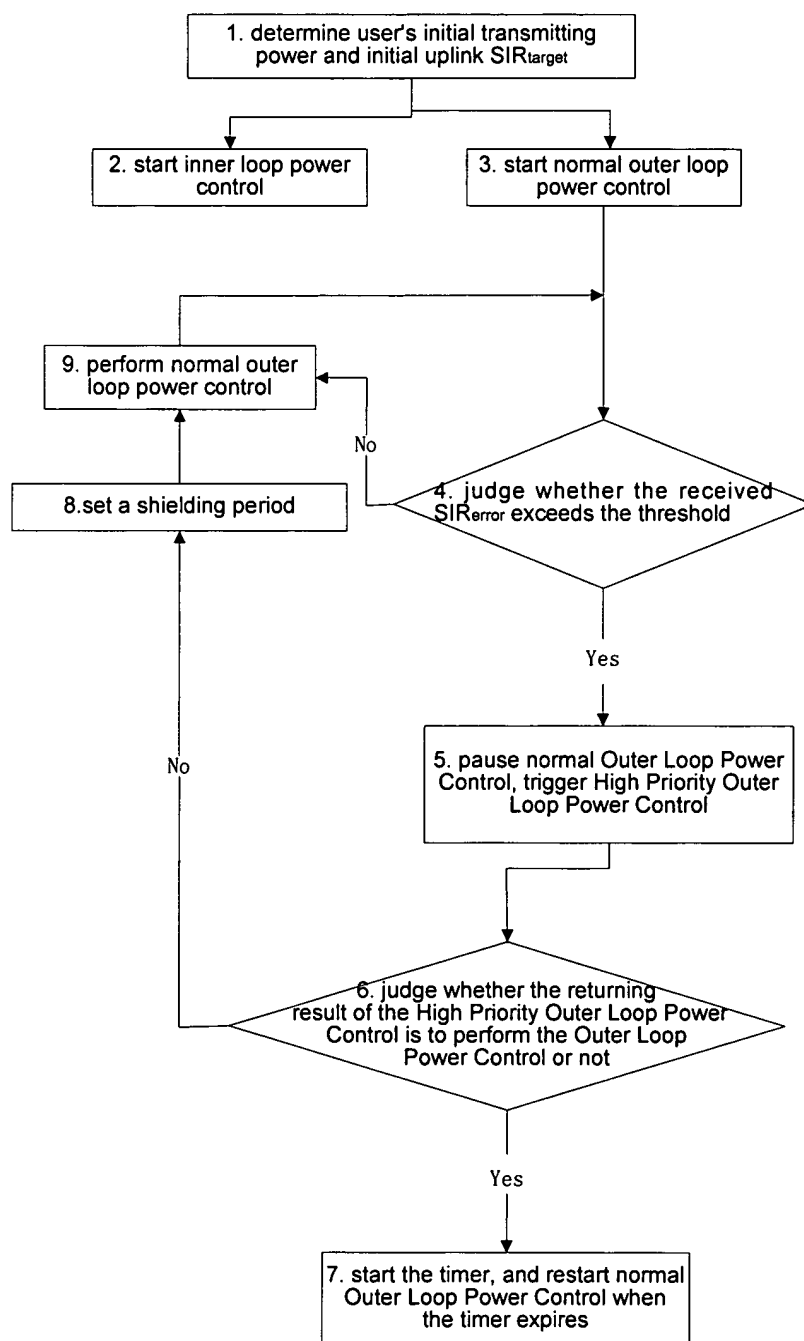 1. determine user's initial transmitting
power and initial uplink SIRtarget
2. start inner loop power
control
3. start normal outer loop
power control
9. perform normal outer
loop power control
No
4. judge whether the received
SIRerror exceeds the threshold
8.set a shielding period
Yes
5. pause normal Outer Loop Power
Control, trigger High Priority Outer
Loop Power Control
No
6. judge whether the returning
result of the High Priority Outer Loop Power
Control is to perform the Outer Loop
Power Control or not
Yes
7. start the timer, and restart normal
Outer Loop Power Control when
the timer expires